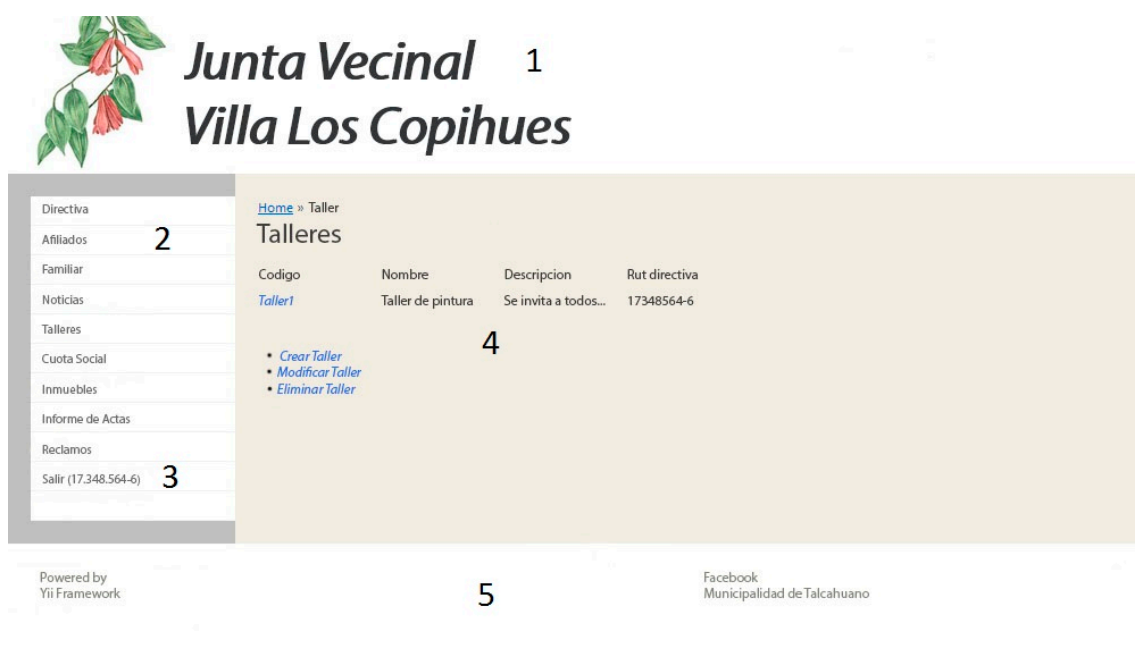 Junta Vecinal 1
Villa Los Copihues
Directiva
Afiliados 2
Familiar
Noticias
Talleres
Cuota Social
Inmuebles
Informe de Actas
Reclamos
Salir (17.348.564-6) 3
Home » Taller
Talleres
Codigo Nombre Descripcion Rut directiva
Taller1 Taller de pintura Se invita a todos... 17348564-6
4
• Crear Taller
• Modificar Taller
• Eliminar Taller
Powered by
Yii Framework
5
Facebook
Municipalidad de Talcahuano